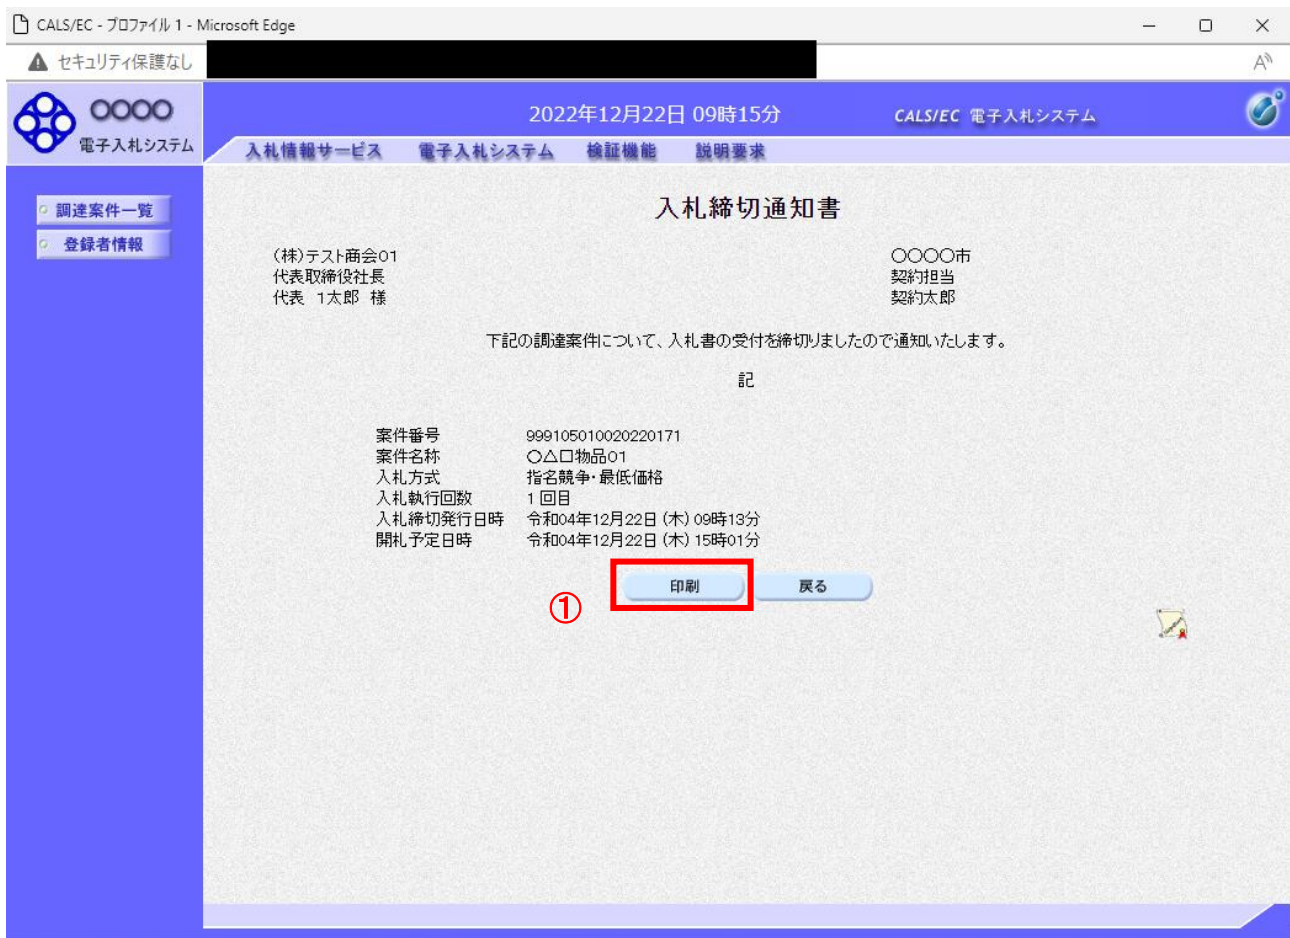 CALS/EC - プロファイル 1 - Microsoft Edge
セキュリティ保護なし
〇〇〇〇
電子入札システム
2022年12月22日 09時15分
CALS/EC 電子入札システム
入札情報サービス 電子入札システム 検証機能 説明要求
調達案件一覧
登録者情報
入札締切通知書
(株)テスト商会01
代表取締役社長
代表 1太郎 様
〇〇〇〇市
契約担当
契約太郎
下記の調達案件について、入札書の受付を締切りましたので通知いたします。
記
案件番号 999105010020220171
案件名称 〇△口物品01
入札方式 指名競争・最低価格
入札執行回数 1回目
入札締切発行日時 令和04年12月22日(木)09時13分
開札予定日時 令和04年12月22日(木)15時01分
① 印刷 戻る